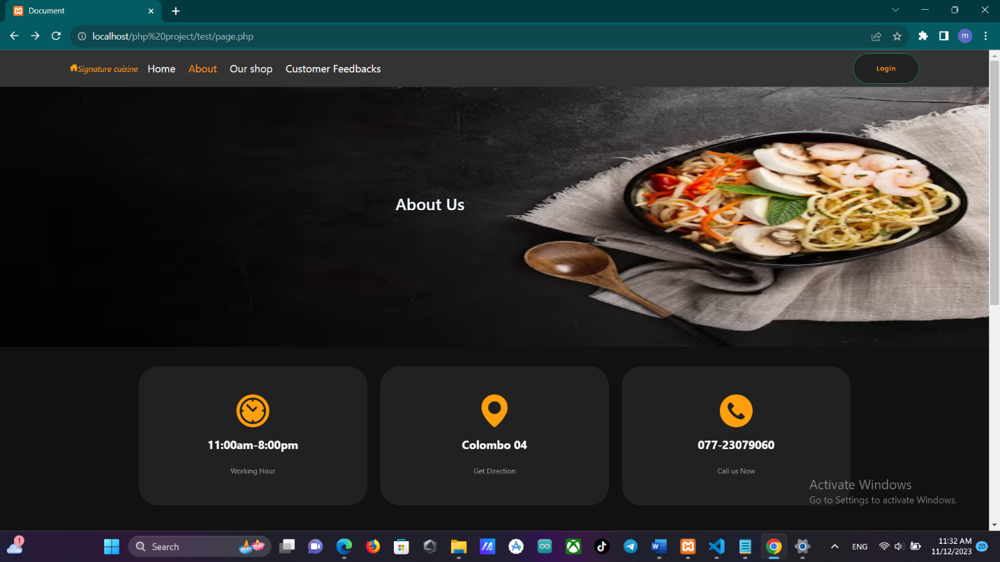 Document
localhost/php%20project/test/page.php
m
Signature cuisine Home About Our shop Customer Feedbacks Login
About Us
11:00am-8:00pm
Working Hour
Colombo 04
Get Direction
077-23079060
Call us Now
Activate Windows
Go to Settings to activate Windows.
1
Search
ENG
11:32 AM
11/12/2023
20